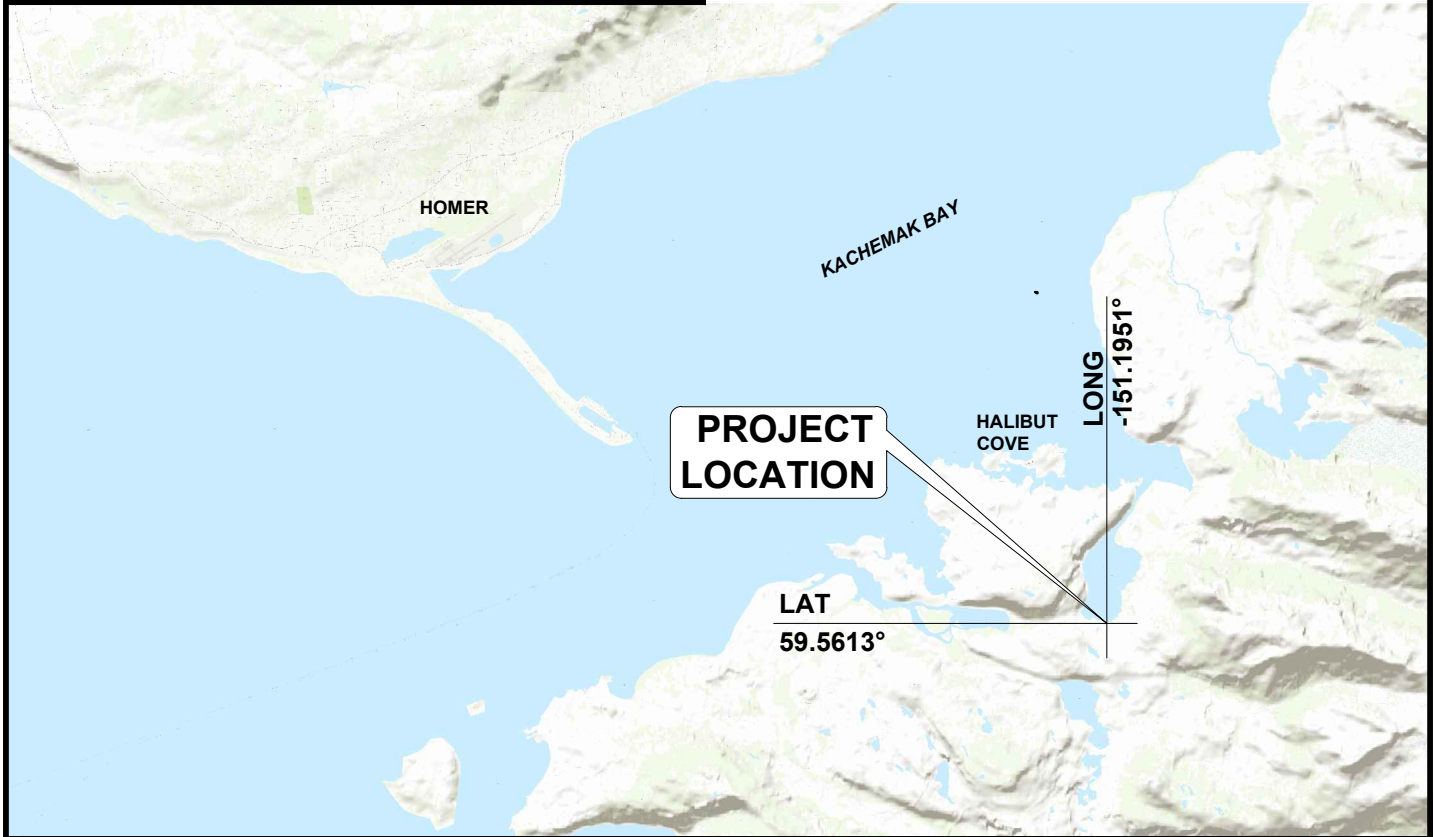 HOMER
KACHEMAK BAY
LONG
-151.1951°
PROJECT
LOCATION
HALIBUT
COVE
LAT
59.5613°